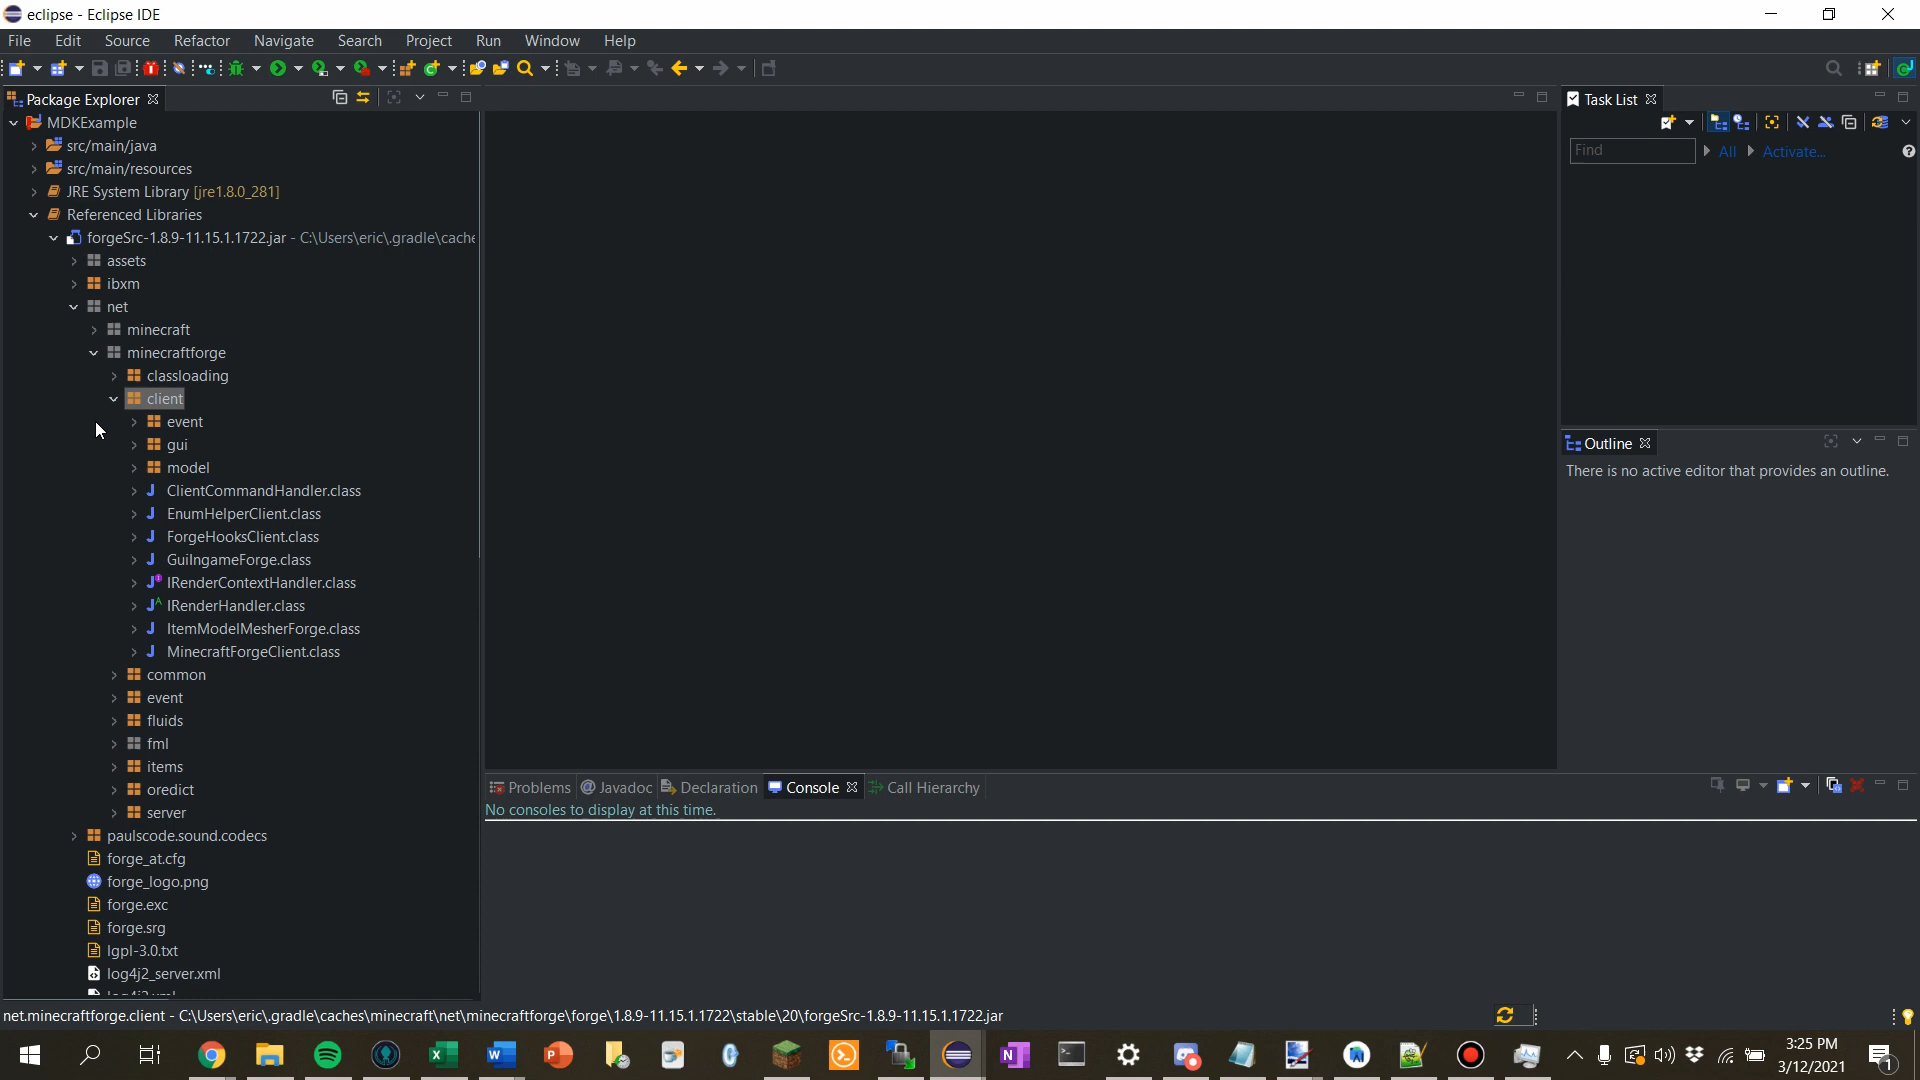 eclipse - Eclipse IDE
File Edit Source Refactor Navigate Search Project Run Window Help
Package Explorer
MDKExample
src/main/java
src/main/resources
JRE System Library [jre1.8.0_281]
Referenced Libraries
forgeSrc-1.8.9-11.15.1.1722.jar - C:\Users\eric\.gradle\cache
assets
ibxm
net
minecraft
minecraftforge
classloading
client
event
gui
model
ClientCommandHandler.class
EnumHelperClient.class
ForgeHooksClient.class
GuiIngameForge.class
IRenderContextHandler.class
IRenderHandler.class
ItemModelMesherForge.class
MinecraftForgeClient.class
common
event
fluids
fml
items
oredict
server
paulscode.sound.codecs
forge_at.cfg
forge_logo.png
forge.exc
forge.srg
lgpl-3.0.txt
log4j2_server.xml
Task List
Find All Activate...
Outline
There is no active editor that provides an outline.
Problems Javadoc Declaration Console Call Hierarchy
No consoles to display at this time.
net.minecraftforge.client - C:\Users\eric\.gradle\caches\minecraft\net\minecraftforge\forge\1.8.9-11.15.1.1722\stable\20\forgeSrc-1.8.9-11.15.1.1722.jar
3:25 PM
3/12/2021
1